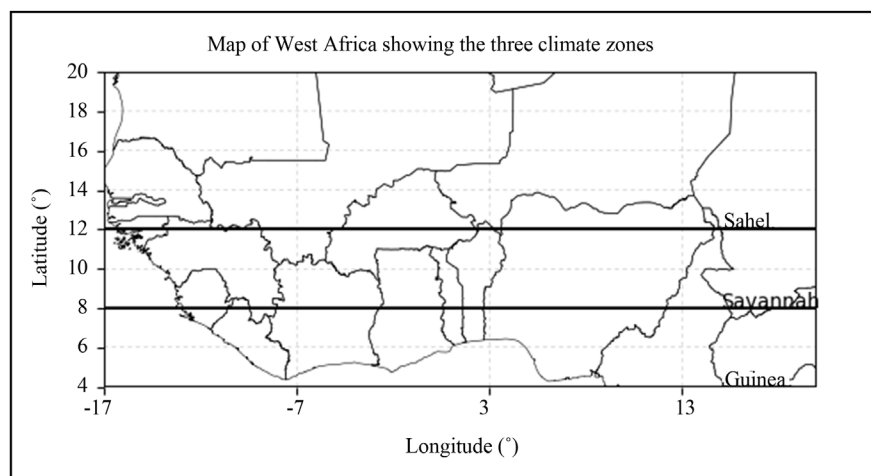 Map of West Africa showing the three climate zones
20
18
16
14
12
10
8
6
4
Latitude (°)
Sahel
Savannah
Guinea
-17 -7 3 13
Longitude (°)